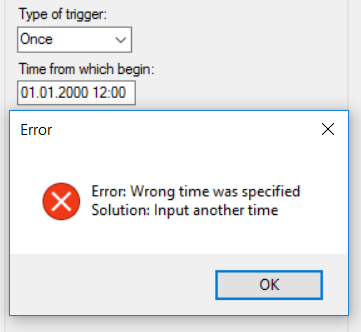 Type of trigger:
Once
Time from which begin:
01.01.2000 12:00
Error
Error: Wrong time was specified
Solution: Input another time
OK